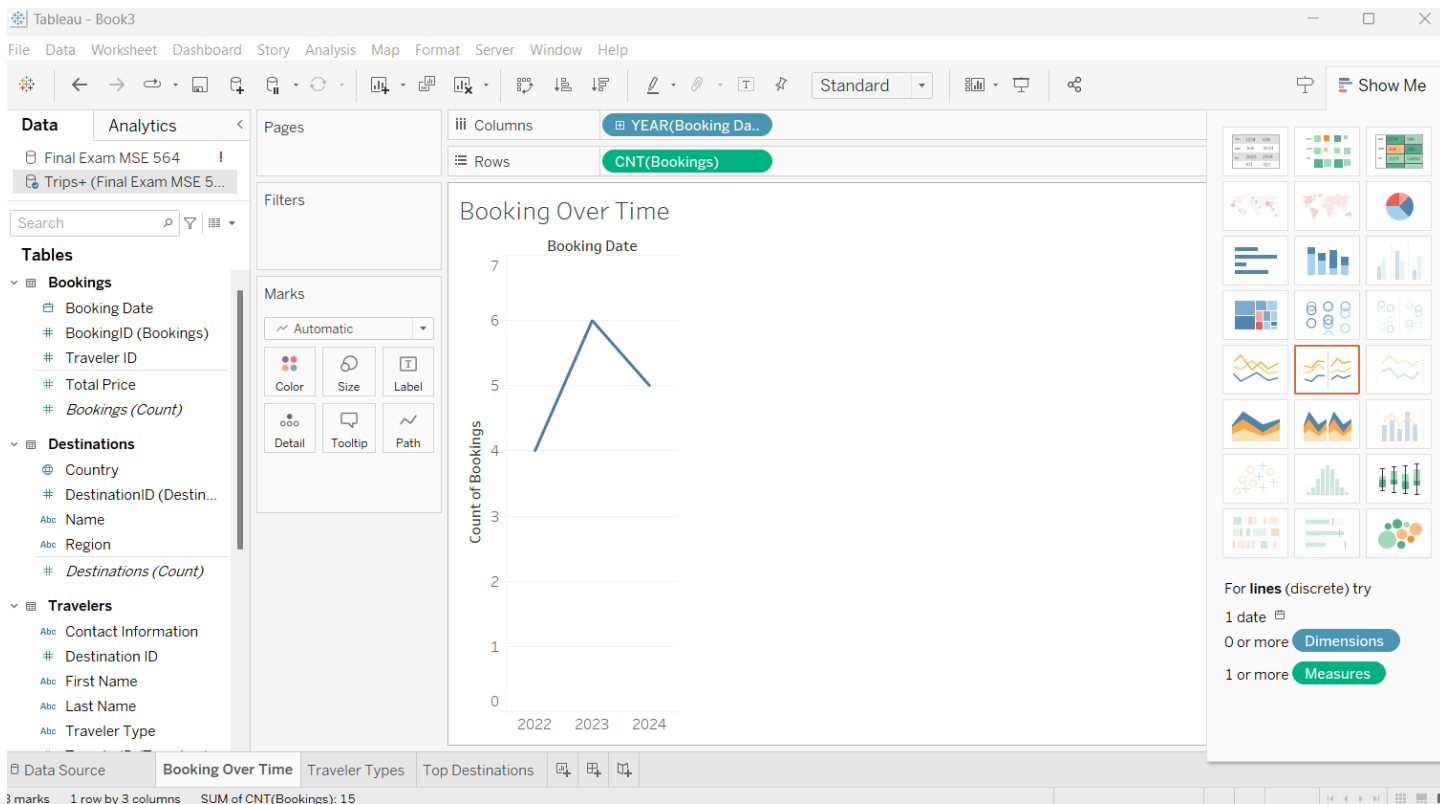 Tableau - Book3
File Data Worksheet Dashboard Story Analysis Map Format Server Window Help
Standard
Show Me
Data Analytics
Final Exam MSE 564 !
Trips+ (Final Exam MSE 5...
Search
Tables
Bookings
Booking Date
BookingID (Bookings)
Traveler ID
Total Price
Bookings (Count)
Destinations
Country
DestinationID (Destin...
Abc Name
Abc Region
Destinations (Count)
Travelers
Abc Contact Information
Destination ID
Abc First Name
Abc Last Name
Abc Traveler Type
Pages
Filters
Marks
Automatic
Color Size Label
Detail Tooltip Path
Columns YEAR(Booking Da..
Rows CNT(Bookings)
Booking Over Time
Booking Date
Count of Bookings
7
6
5
4
3
2
1
0
2022 2023 2024
For lines (discrete) try
1 date
0 or more Dimensions
1 or more Measures
Data Source Booking Over Time Traveler Types Top Destinations
3 marks 1 row by 3 columns SUM of CNT(Bookings): 15